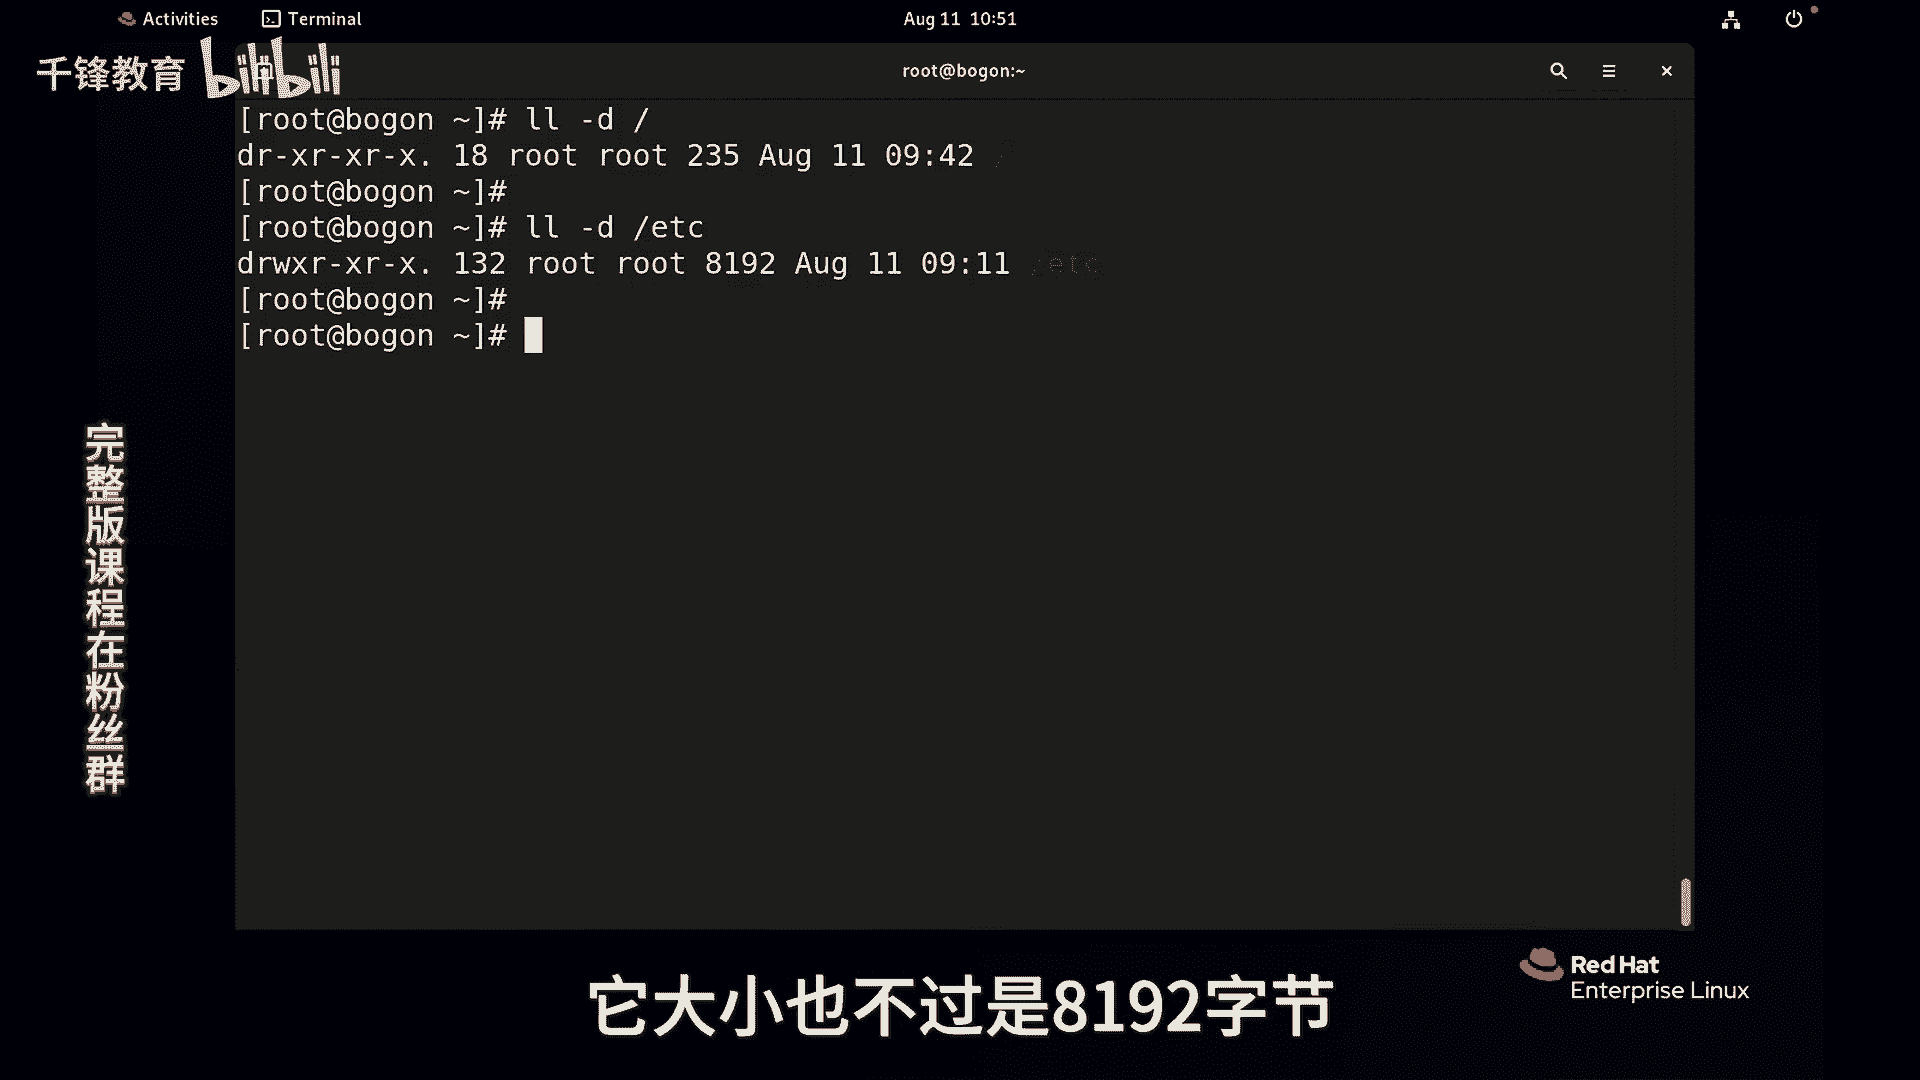 Activities
Terminal
Aug 11 10:51
千锋教育 bilibili
root@bogon:~
[root@bogon ~]# ll -d /
dr-xr-xr-x. 18 root root 235 Aug 11 09:42 /
[root@bogon ~]#
[root@bogon ~]# ll -d /etc
drwxr-xr-x. 132 root root 8192 Aug 11 09:11 /etc
[root@bogon ~]#
[root@bogon ~]#
完整版课程在粉丝群
Red Hat
Enterprise Linux
它大小也不过是8192字节